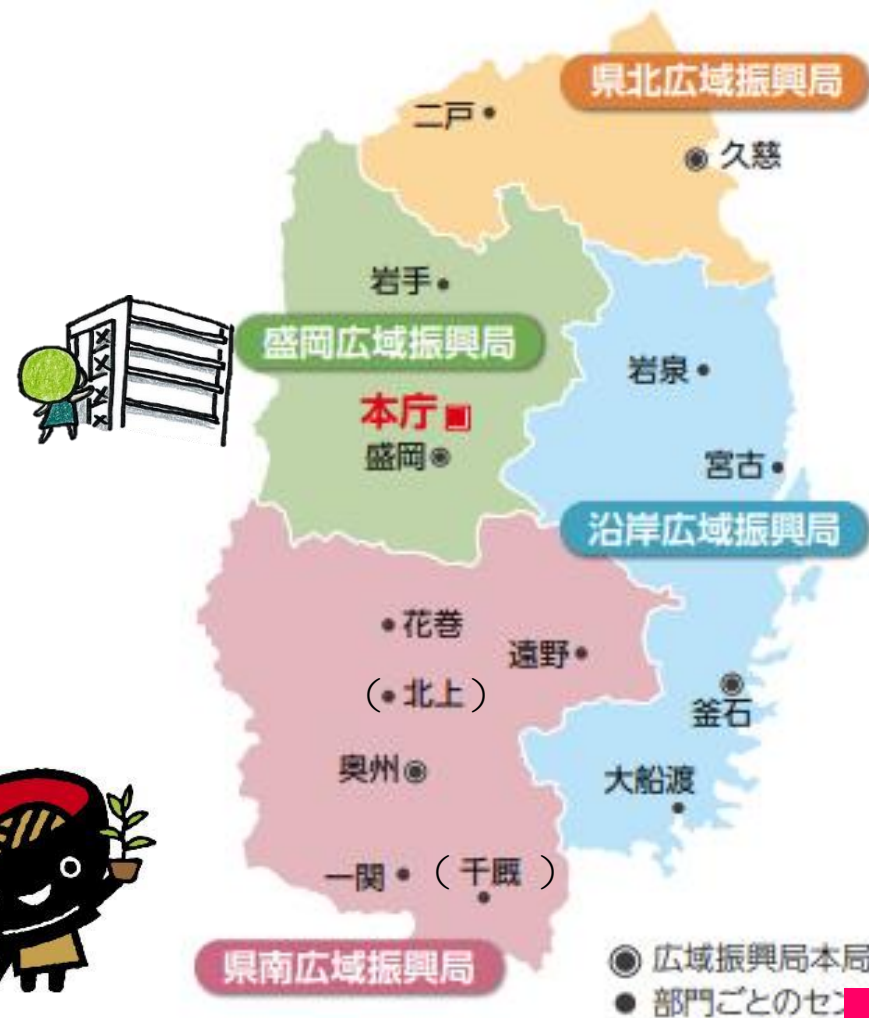 県北広域振興局
二戸
久慈
岩手
盛岡広域振興局
岩泉
本庁
盛岡
宮古
沿岸広域振興局
花巻
遠野
(北上)
釜石
奥州
大船渡
一関
(千厩)
県南広域振興局
広域振興局本局
部門ごとのセン